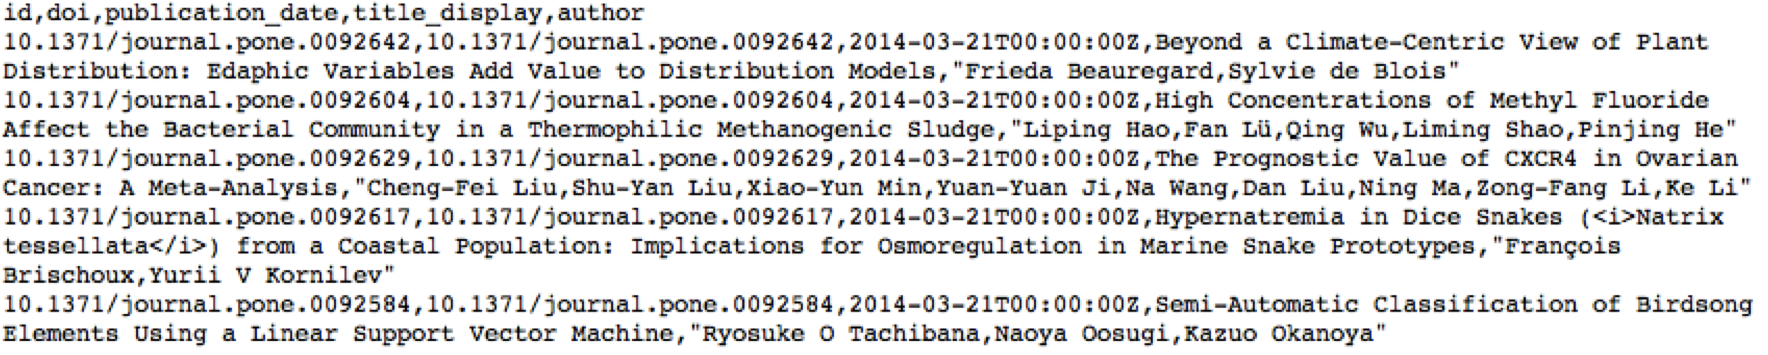 id,doi,publication_date,title_display,author
10.1371/journal.pone.0092642,10.1371/journal.pone.0092642,2014-03-21T00:00:00Z,Beyond a Climate-Centric View of Plant
Distribution: Edaphic Variables Add Value to Distribution Models,"Frieda Beauregard,Sylvie de Blois"
10.1371/journal.pone.0092604,10.1371/journal.pone.0092604,2014-03-21T00:00:00Z,High Concentrations of Methyl Fluoride
Affect the Bacterial Community in a Thermophilic Methanogenic Sludge,"Liping Hao,Fan Lü,Qing Wu,Liming Shao,Pinjing He"
10.1371/journal.pone.0092629,10.1371/journal.pone.0092629,2014-03-21T00:00:00Z,The Prognostic Value of CXCR4 in Ovarian
Cancer: A Meta-Analysis,"Cheng-Fei Liu,Shu-Yan Liu,Xiao-Yun Min,Yuan-Yuan Ji,Na Wang,Dan Liu,Ning Ma,Zong-Fang Li,Ke Li"
10.1371/journal.pone.0092617,10.1371/journal.pone.0092617,2014-03-21T00:00:00Z,Hypernatremia in Dice Snakes (<i>Natrix
tessellata</i>) from a Coastal Population: Implications for Osmoregulation in Marine Snake Prototypes,"François
Brischoux,Yurii V Kornilev"
10.1371/journal.pone.0092584,10.1371/journal.pone.0092584,2014-03-21T00:00:00Z,Semi-Automatic Classification of Birdsong
Elements Using a Linear Support Vector Machine,"Ryosuke O Tachibana,Naoya Oosugi,Kazuo Okanoya"